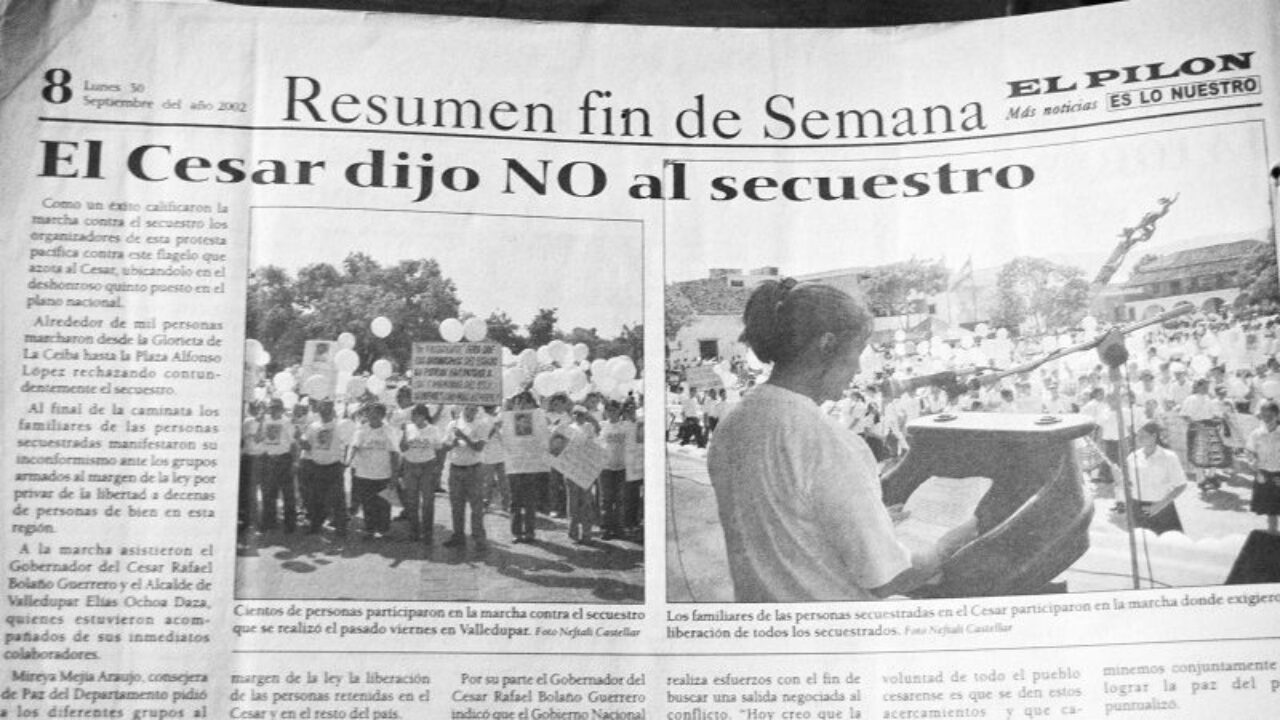 8
Lunes 30
Septiembre del año 2002
Resumen fin de Semana
EL PILON
Más noticias ES LO NUESTRO
El Cesar dijo NO al secuestro
Como un éxito calificaron la
marcha contra el secuestro los
organizadores de esta protesta
pacífica contra este flagelo que
azota al Cesar, ubicándolo en el
deshonroso quinto puesto en el
plano nacional.
Alrededor de mil personas
marcharon desde la Glorieta de
La Ceiba hasta la Plaza Alfonso
López rechazando contun-
dentemente el secuestro.
Al final de la caminata los
familiares de las personas
secuestradas manifestaron su
inconformismo ante los grupos
armados al margen de la ley por
privar de la libertad a decenas
de personas de bien en esta
región.
A la marcha asistieron el
Gobernador del Cesar Rafael
Bolaño Guerrero y el Alcalde de
Valledupar Elías Ochoa Daza,
quienes estuvieron acom-
pañados de sus inmediatos
colaboradores.
Mireya Mejía Araujo, consejera
de Paz del Departamento pidió
a los diferentes grupos al
Cientos de personas participaron en la marcha contra el secuestro
que se realizó el pasado viernes en Valledupar. Foto Neftali Castellar
Los familiares de las personas secuestradas en el Cesar participaron en la marcha donde exigiero
liberación de todos los secuestrados. Foto Neftali Castellar
margen de la ley la liberación
de las personas retenidas en el
Cesar y en el resto del país.
Por su parte el Gobernador del
Cesar Rafael Bolaño Guerrero
indicó que el Gobierno Nacional
realiza esfuerzos con el fin de
buscar una salida negociada al
conflicto. "Hoy creo que la
voluntad de todo el pueblo
cesarense es que se den estos
acercamientos y que ca-
minemos conjuntamente
lograr la paz del p
puntualizó.